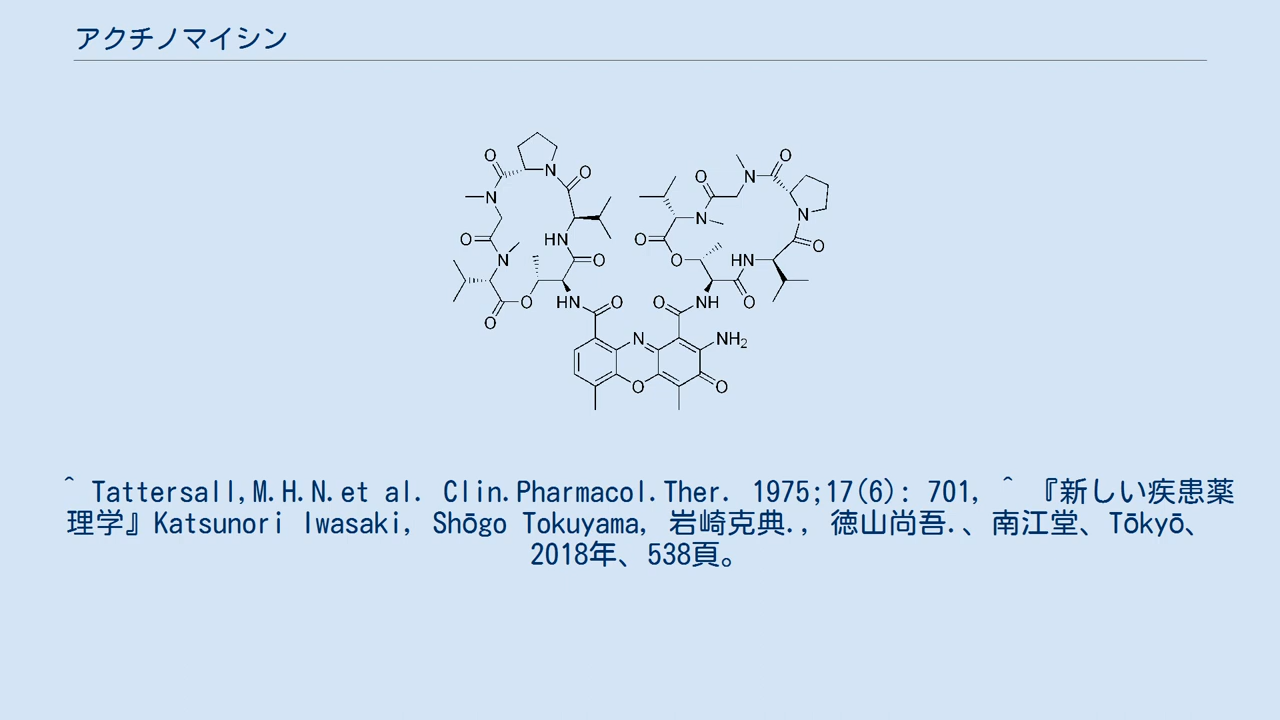 アクチノマイシン
O N O N O HN O N O O O HN O
O N O N O N O O HN O NH O
N NH2 O O
^ Tattersall,M.H.N.et al. Clin.Pharmacol.Ther. 1975;17(6): 701, ^ 『新しい疾患薬
理学』Katsunori Iwasaki, Shōgo Tokuyama, 岩崎克典., 徳山尚吾.、南江堂、Tōkyō、
2018年、538頁。